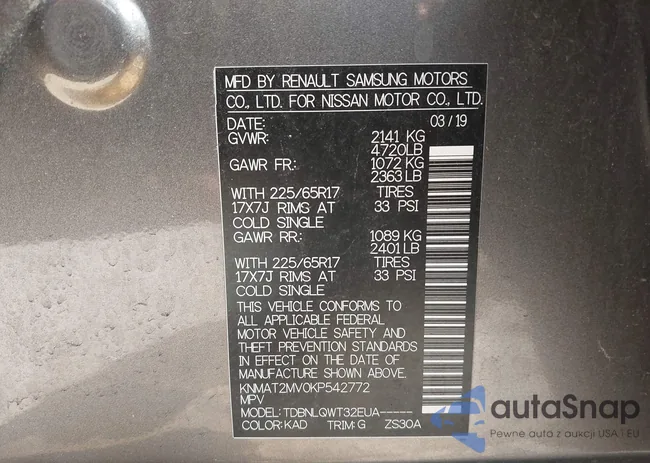 MFD BY RENAULT SAMSUNG MOTORS
CO., LTD. FOR NISSAN MOTOR CO., LTD.
DATE: 03/19
GVWR: 2141 KG
4720LB
GAWR FR: 1072 KG
2363LB
WITH 225/65R17 TIRES
17X7J RIMS AT 33 PSI
COLD SINGLE
GAWR RR: 1089 KG
2401LB
WITH 225/65R17 TIRES
17X7J RIMS AT 33 PSI
COLD SINGLE
THIS VEHICLE CONFORMS TO
ALL APPLICABLE FEDERAL
MOTOR VEHICLE SAFETY AND
THEFT PREVENTION STANDARDS
IN EFFECT ON THE DATE OF
MANUFACTURE SHOWN ABOVE.
KNMAT2MV0KP542772
MPV
MODEL: TDBNLQWT32EUA-----
COLOR: KAD TRIM: G ZS30A
autoSnap
Pewne auto z aukcji USA i EU